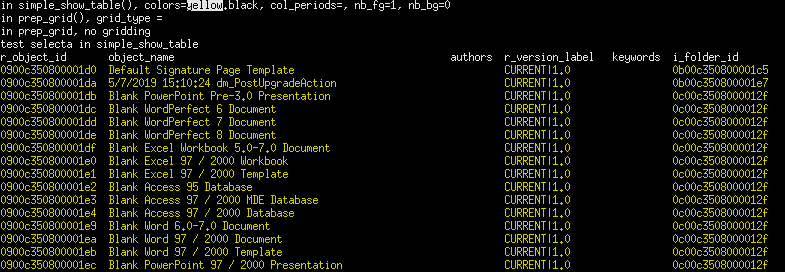 in simple_show_table(), colors=yellow.black, col_periods=, nb_fg=1, nb_bg=0
in prep_grid(), grid_type =
in prep_grid, no gridding
test selecta in simple_show_table
r_object_id object_name authors r_version_label keywords i_folder_id
0900c350800001d0 Default Signature Page Template CURRENT|1.0 0b00c350800001c5
0900c350800001da 5/7/2019 15:10:24 dm_PostUpgradeAction CURRENT|1.0 0b00c350800001e7
0900c350800001db Blank PowerPoint Pre-3.0 Presentation CURRENT|1.0 0c00c3508000012f
0900c350800001dc Blank WordPerfect 6 Document CURRENT|1.0 0c00c3508000012f
0900c350800001dd Blank WordPerfect 7 Document CURRENT|1.0 0c00c3508000012f
0900c350800001de Blank WordPerfect 8 Document CURRENT|1.0 0c00c3508000012f
0900c350800001df Blank Excel Workbook 5.0-7.0 Document CURRENT|1.0 0c00c3508000012f
0900c350800001e0 Blank Excel 97 / 2000 Workbook CURRENT|1.0 0c00c3508000012f
0900c350800001e1 Blank Excel 97 / 2000 Template CURRENT|1.0 0c00c3508000012f
0900c350800001e2 Blank Access 95 Database CURRENT|1.0 0c00c3508000012f
0900c350800001e3 Blank Access 97 / 2000 MDE Database CURRENT|1.0 0c00c3508000012f
0900c350800001e4 Blank Access 97 / 2000 Database CURRENT|1.0 0c00c3508000012f
0900c350800001e9 Blank Word 6.0-7.0 Document CURRENT|1.0 0c00c3508000012f
0900c350800001ea Blank Word 97 / 2000 Document CURRENT|1.0 0c00c3508000012f
0900c350800001eb Blank Word 97 / 2000 Template CURRENT|1.0 0c00c3508000012f
0900c350800001ec Blank PowerPoint 97 / 2000 Presentation CURRENT|1.0 0c00c3508000012f